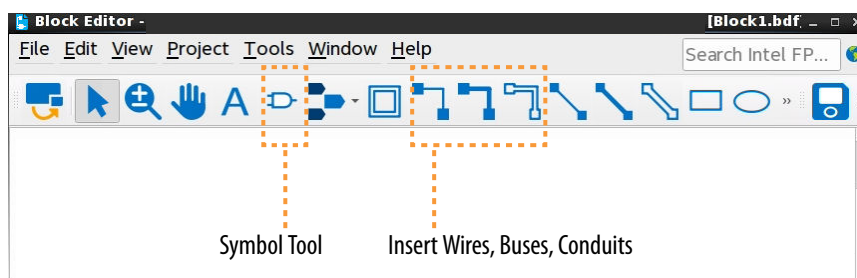 Block Editor - [Block1.bdf]
File Edit View Project Tools Window Help Search Intel FP...
A »
Symbol Tool Insert Wires, Buses, Conduits